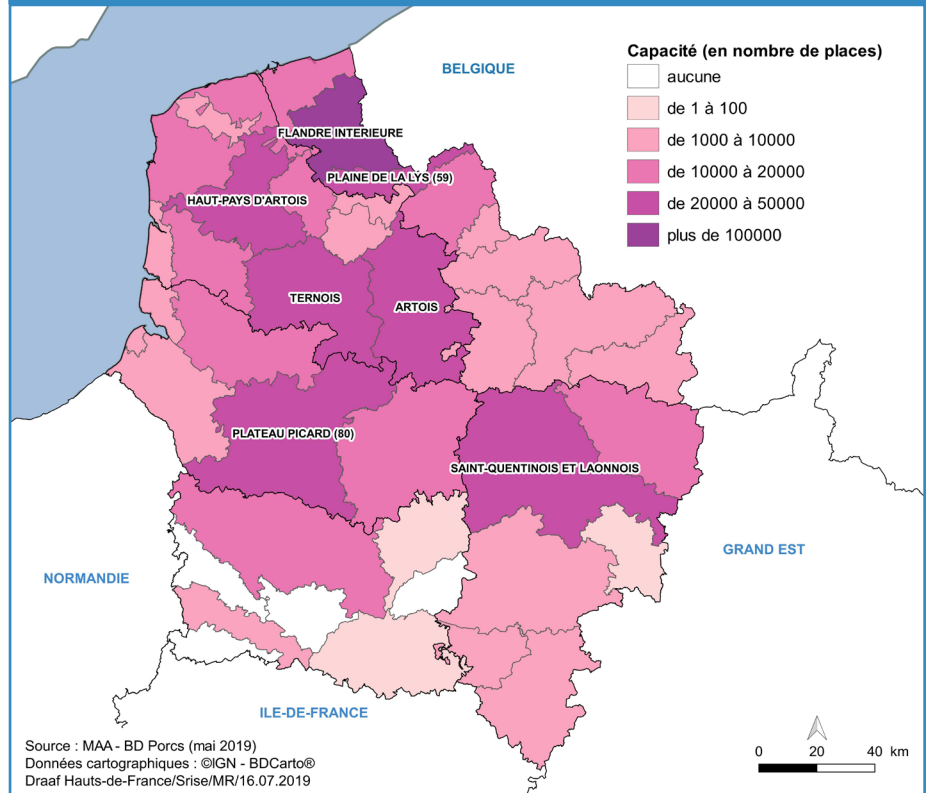 BELGIQUE
Capacité (en nombre de places)
aucune
de 1 à 100
de 1000 à 10000
de 10000 à 20000
de 20000 à 50000
plus de 100000
FLANDRE INTERIEURE
PLAINE DE LA LYS (59)
HAUT-PAYS D'ARTOIS
TERNOIS
ARTOIS
PLATEAU PICARD (80)
SAINT-QUENTINOIS ET LAONNOIS
GRAND EST
NORMANDIE
ILE-DE-FRANCE
Source : MAA - BD Porcs (mai 2019)
Données cartographiques : ©IGN - BDCarto®
Draaf Hauts-de-France/Srise/MR/16.07.2019
0 20 40 km